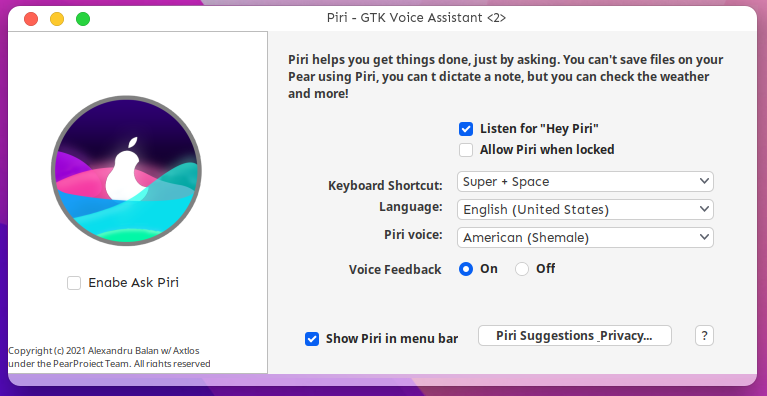 Piri - GTK Voice Assistant <2>
Piri helps you get things done, just by asking. You can't save files on your
Pear using Piri, you can t dictate a note, but you can check the weather
and more!
Listen for "Hey Piri"
Allow Piri when locked
Keyboard Shortcut: Super + Space
Language: English (United States)
Piri voice: American (Shemale)
Voice Feedback On Off
Enabe Ask Piri
Show Piri in menu bar Piri Suggestions _Privacy... ?
Copyright (c) 2021 Alexandru Balan w/ Axtlos
under the PearProject Team. All rights reserved